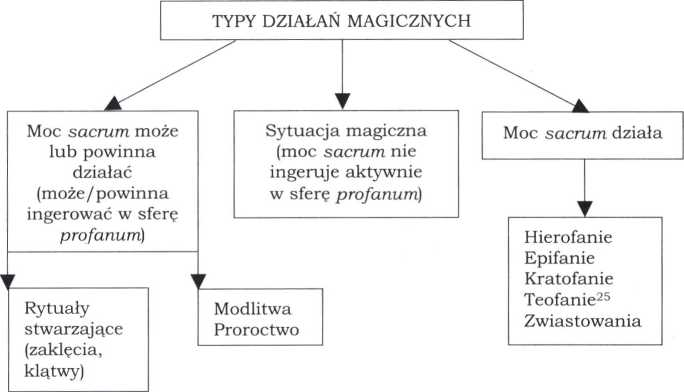 TYPY DZIAŁAŃ MAGICZNYCH
Moc sacrum może
lub powinna
działać
(może/powinna
ingerować w sferę
profanum)
Sytuacja magiczna
(moc sacrum nie
ingeruje aktywnie
w sferę profanum)
Moc sacrum działa
Rytuały
stwarzające
(zaklęcia,
klątwy)
Modlitwa
Proroctwo
Hierofanie
Epifanie
Kratofanie
Teofanie²⁵
Zwiastowania